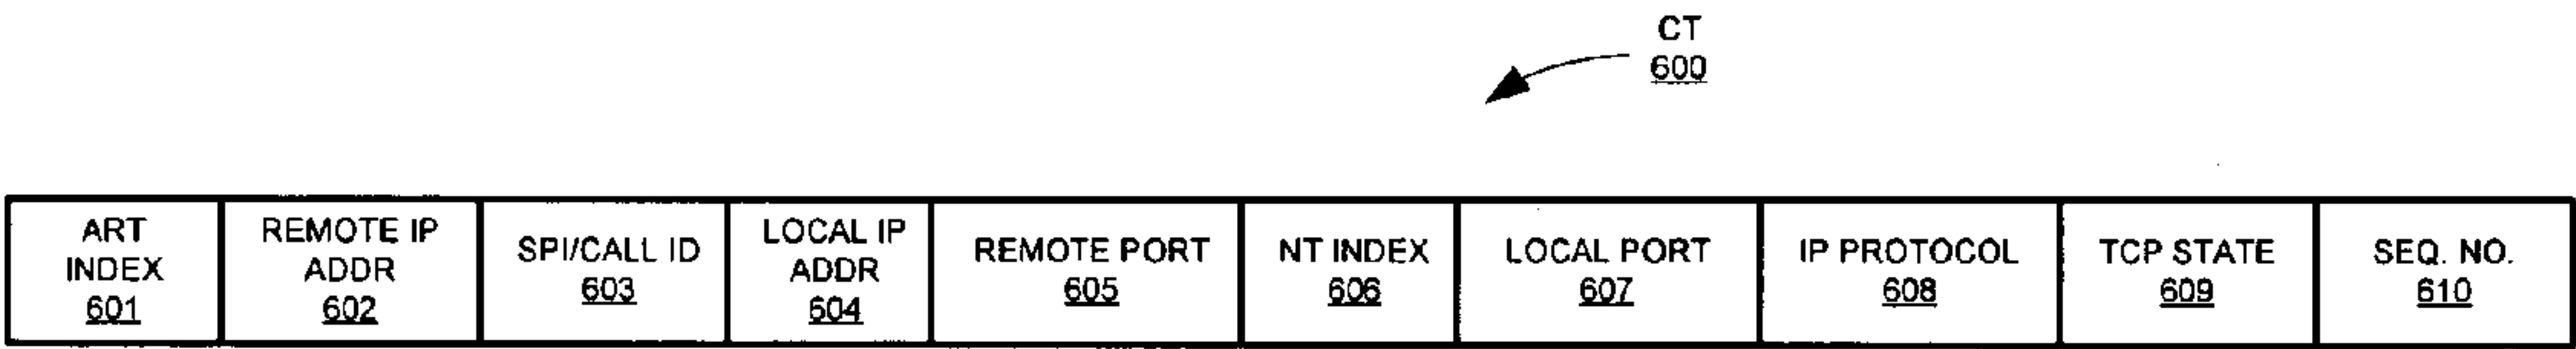 CT
600
ART
INDEX
601
REMOTE IP
ADDR
602
SPI/CALL ID
603
LOCAL IP
ADDR
604
REMOTE PORT
605
NT INDEX
606
LOCAL PORT
607
IP PROTOCOL
608
TCP STATE
609
SEQ. NO.
610